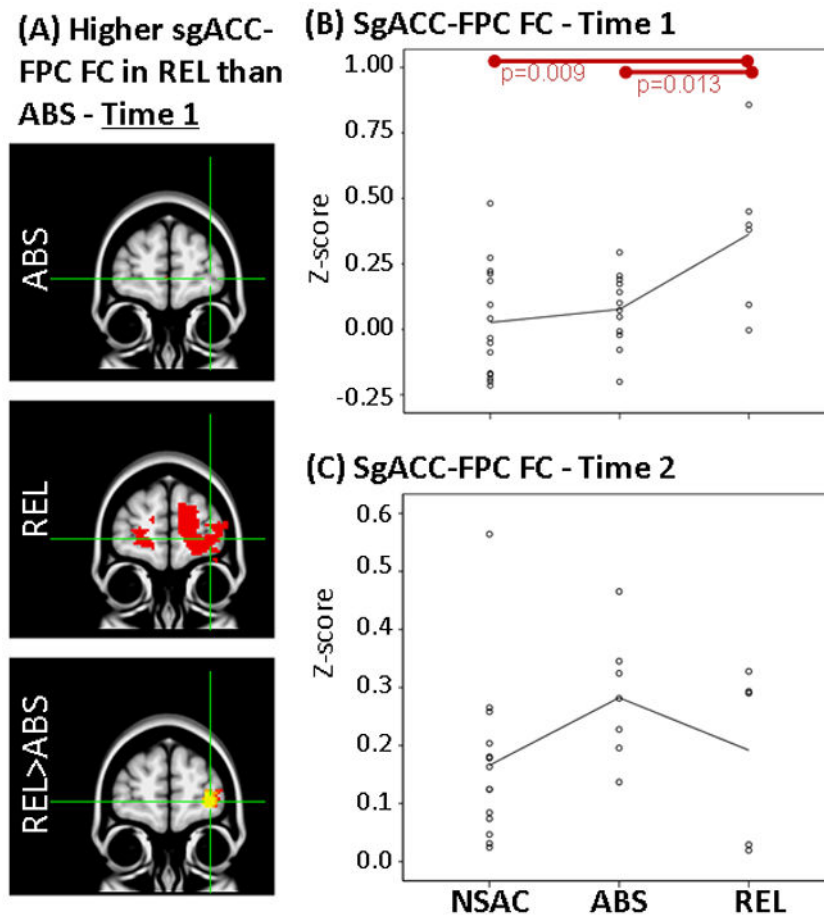 (A) Higher sgACC-
FPC FC in REL than
ABS - Time 1
ABS
REL
REL>ABS
(B) SgACC-FPC FC - Time 1
1.00
0.75
0.50
0.25
0.00
-0.25
Z-score
p=0.009
p=0.013
(C) SgACC-FPC FC - Time 2
0.6
0.5
0.4
0.3
0.2
0.1
0.0
Z-score
NSAC
ABS
REL